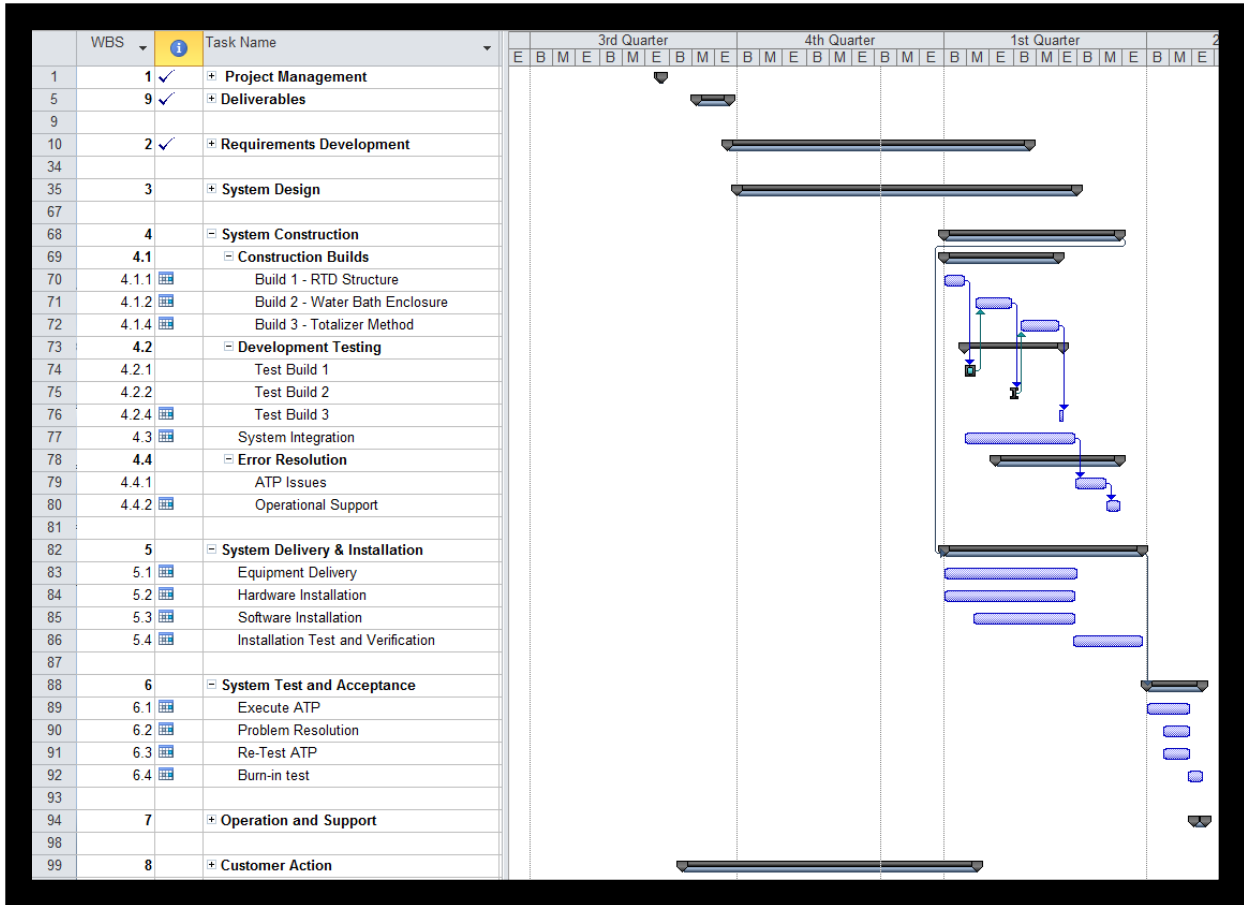 WBS Task Name 3rd Quarter 4th Quarter 1st Quarter 2
E B M E B M E B M E B M E B M E B M E B M E B M E B M E B M E
1 1 Project Management
5 9 Deliverables
9
10 2 Requirements Development
34
35 3 System Design
67
68 4 System Construction
69 4.1 Construction Builds
70 4.1.1 Build 1 - RTD Structure
71 4.1.2 Build 2 - Water Bath Enclosure
72 4.1.4 Build 3 - Totalizer Method
73 4.2 Development Testing
74 4.2.1 Test Build 1
75 4.2.2 Test Build 2
76 4.2.4 Test Build 3
77 4.3 System Integration
78 4.4 Error Resolution
79 4.4.1 ATP Issues
80 4.4.2 Operational Support
81
82 5 System Delivery & Installation
83 5.1 Equipment Delivery
84 5.2 Hardware Installation
85 5.3 Software Installation
86 5.4 Installation Test and Verification
87
88 6 System Test and Acceptance
89 6.1 Execute ATP
90 6.2 Problem Resolution
91 6.3 Re-Test ATP
92 6.4 Burn-in test
93
94 7 Operation and Support
98
99 8 Customer Action